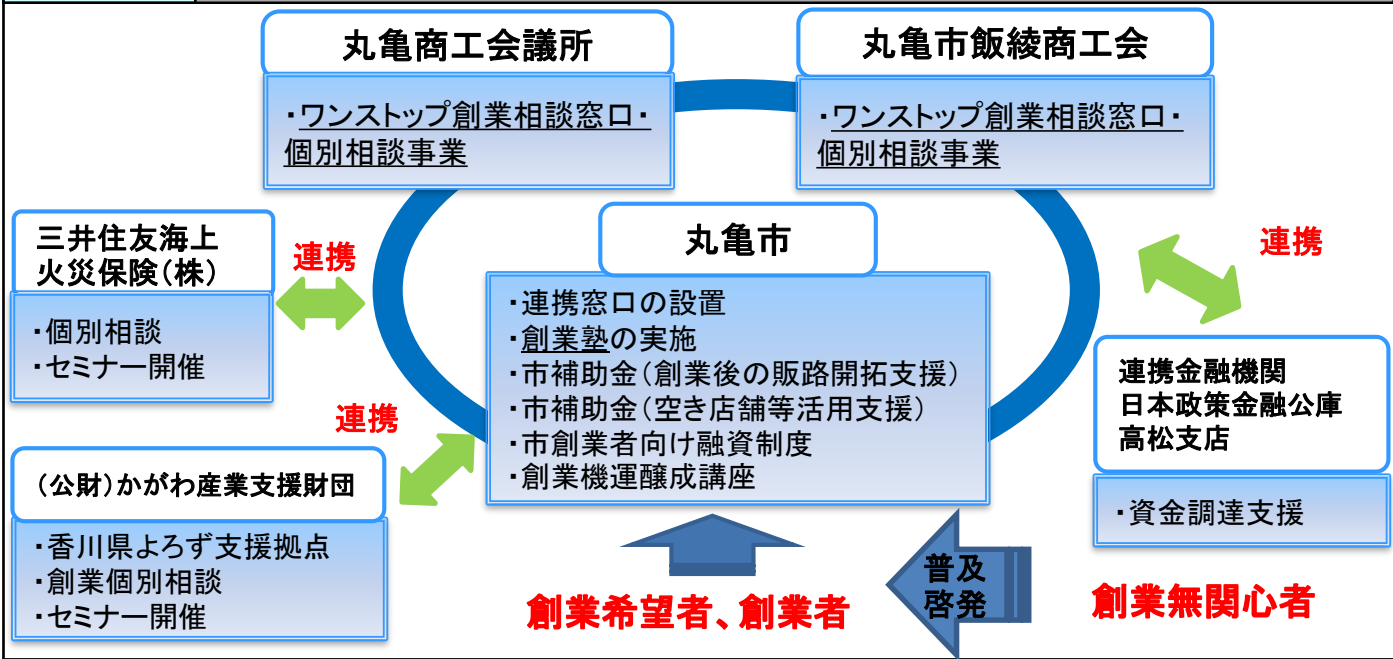 丸亀商工会議所
・ワンストップ創業相談窓口・
個別相談事業
丸亀市飯綾商工会
・ワンストップ創業相談窓口・
個別相談事業
三井住友海上
火災保険(株)
・個別相談
・セミナー開催
連携
丸亀市
・連携窓口の設置
・創業塾の実施
・市補助金(創業後の販路開拓支援)
・市補助金(空き店舗等活用支援)
・市創業者向け融資制度
・創業機運醸成講座
連携
連携金融機関
日本政策金融公庫
高松支店
・資金調達支援
連携
(公財)かがわ産業支援財団
・香川県よろず支援拠点
・創業個別相談
・セミナー開催
創業希望者、創業者
普及
啓発
創業無関心者